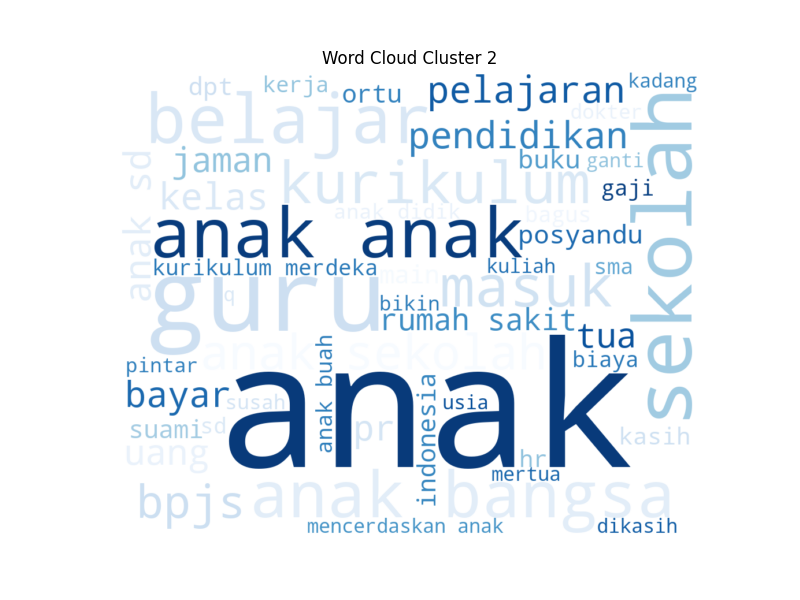 Word Cloud Cluster 2
dpt
kerja
ortu
pelajaran
kadang
belajar
dokter
pendidikan
sekolah
jaman
buku
ganti
anak sd
kelas
kurikulum
gaji
anak didik
bagus
anak anak
posyandu
kurikulum merdeka
main
kuliah
sma
guru
q
bikin
masuk
rumah sakit
tua
anak sekolah
biaya
pintar
anak
bayar
susah
anak buah
usia
indonesia
suami
sd
pr
kasih
uang
hr
mertua
bpjs
anak bangsa
mencerdaskan anak
dikasih